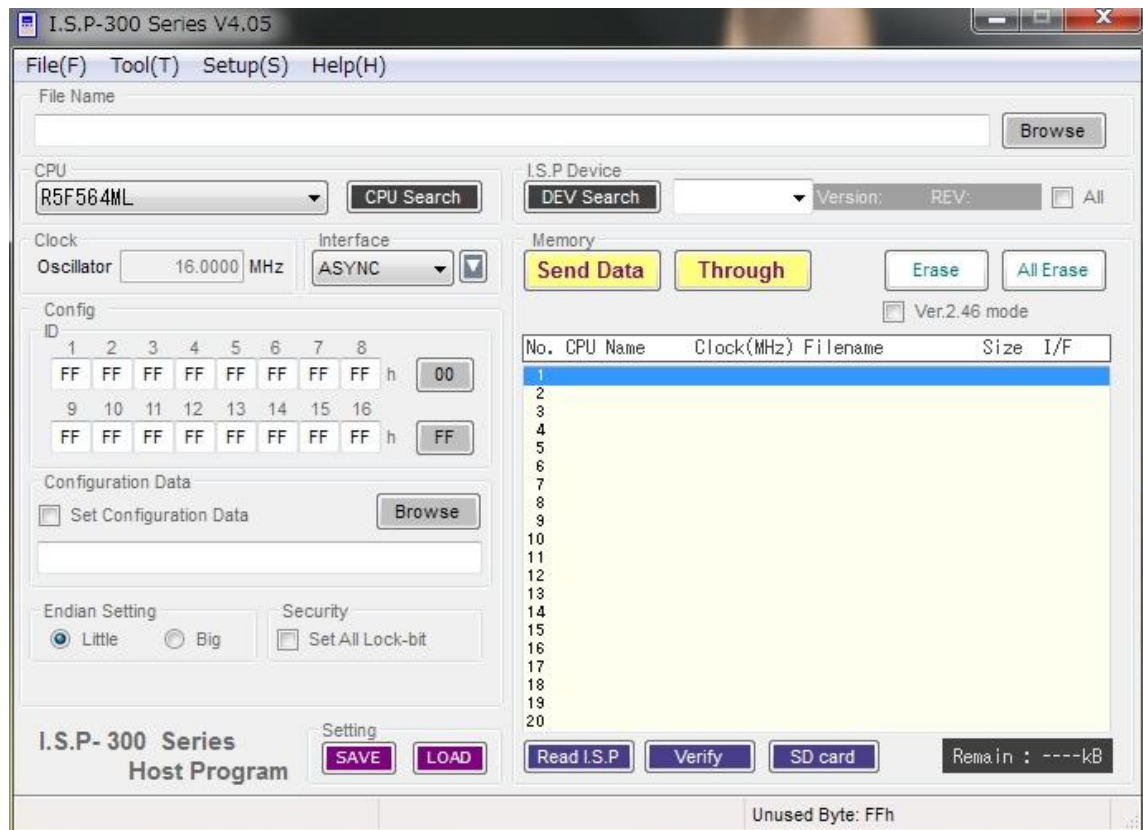 I.S.P-300 Series V4.05
File(F) Tool(T) Setup(S) Help(H)
File Name
Browse
CPU
R5F564ML CPU Search
I.S.P Device
DEV Search Version: REV: All
Clock
Oscillator 16.0000 MHz
Interface
ASYNC
Memory
Send Data Through Erase All Erase
Ver.2.46 mode
Config
ID
1 2 3 4 5 6 7 8
FF FF FF FF FF FF FF FF h 00
9 10 11 12 13 14 15 16
FF FF FF FF FF FF FF FF h FF
Configuration Data
Set Configuration Data Browse
Endian Setting
Little Big
Security
Set All Lock-bit
No. CPU Name Clock(MHz) Filename Size I/F
1
2
3
4
5
6
7
8
9
10
11
12
13
14
15
16
17
18
19
20
I.S.P- 300 Series
Host Program
Setting
SAVE LOAD
Read I.S.P Verify SD card Remain : ----kB
Unused Byte: FFh